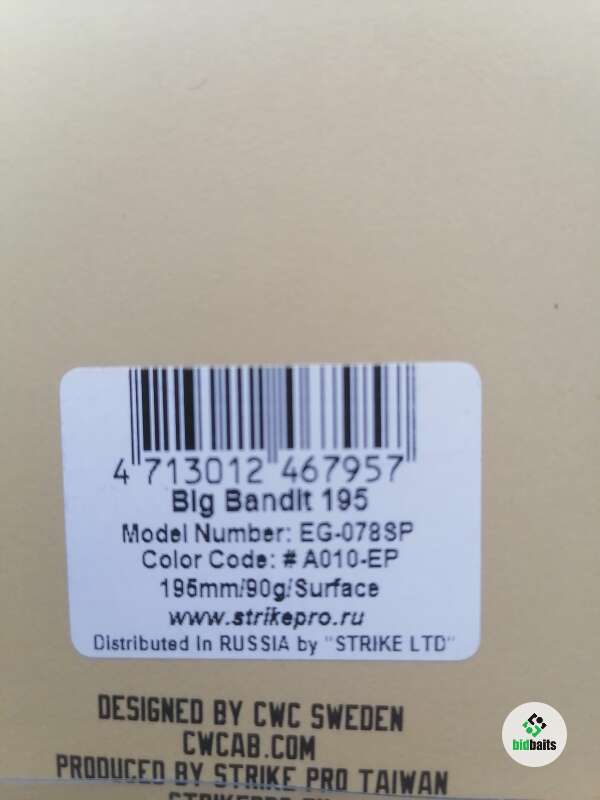 4 713012 467957
Big Bandit 195
Model Number: EG-078SP
Color Code: # A010-EP
195mm/90g/Surface
www.strikepro.ru
Distributed In RUSSIA by "STRIKE LTD"
DESIGNED BY CWC SWEDEN
CWCAB.COM
PRODUCED BY STRIKE PRO TAIWAN
bidbaits